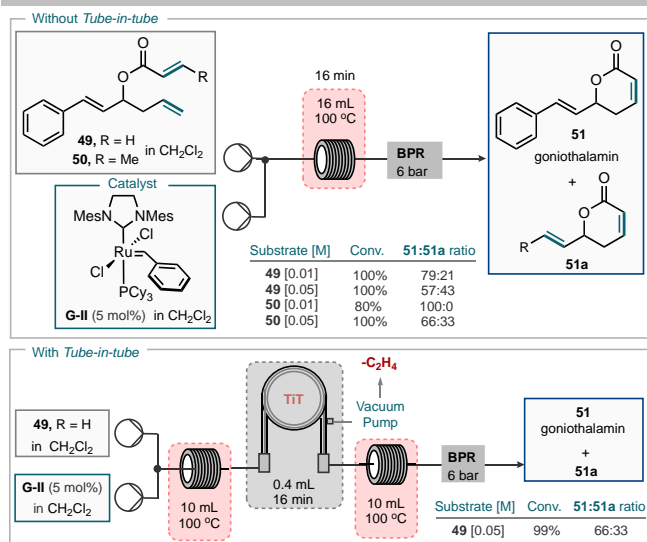 Without Tube-in-tube
O
O
R
49, R = H
50, R = Me
in CH2Cl2
Catalyst
MesN NMes
Cl
Ru
Cl
PCy3
G-II (5 mol%) in CH2Cl2
16 min
16 mL
100 ºC
BPR
6 bar
O
O
51
goniothalamin
+
O
O
R
51a
Substrate [M] Conv. 51:51a ratio
49 [0.01] 100% 79:21
49 [0.05] 100% 57:43
50 [0.01] 80% 100:0
50 [0.05] 100% 66:33
With Tube-in-tube
49, R = H
in CH2Cl2
G-II (5 mol%)
in CH2Cl2
10 mL
100 ºC
TiT
0.4 mL
16 min
-C2H4
Vacuum
Pump
10 mL
100 ºC
BPR
6 bar
51
goniothalamin
+
51a
Substrate [M] Conv. 51:51a ratio
49 [0.05] 99% 66:33